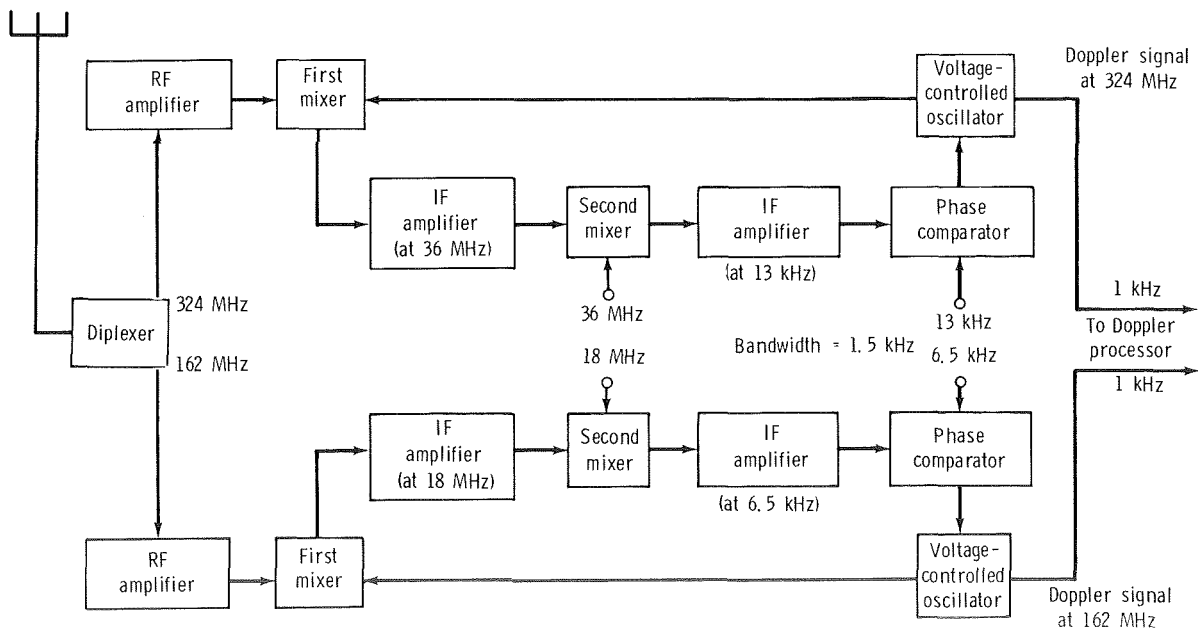 RF
amplifier
First
mixer
Voltage-
controlled
oscillator
Doppler signal
at 324 MHz
IF
amplifier
(at 36 MHz)
Second
mixer
IF
amplifier
(at 13 kHz)
Phase
comparator
Diplexer
324 MHz
162 MHz
36 MHz
18 MHz
Bandwidth = 1.5 kHz
13 kHz
6.5 kHz
1 kHz
To Doppler
processor
1 kHz
IF
amplifier
(at 18 MHz)
Second
mixer
IF
amplifier
(at 6.5 kHz)
Phase
comparator
RF
amplifier
First
mixer
Voltage-
controlled
oscillator
Doppler signal
at 162 MHz